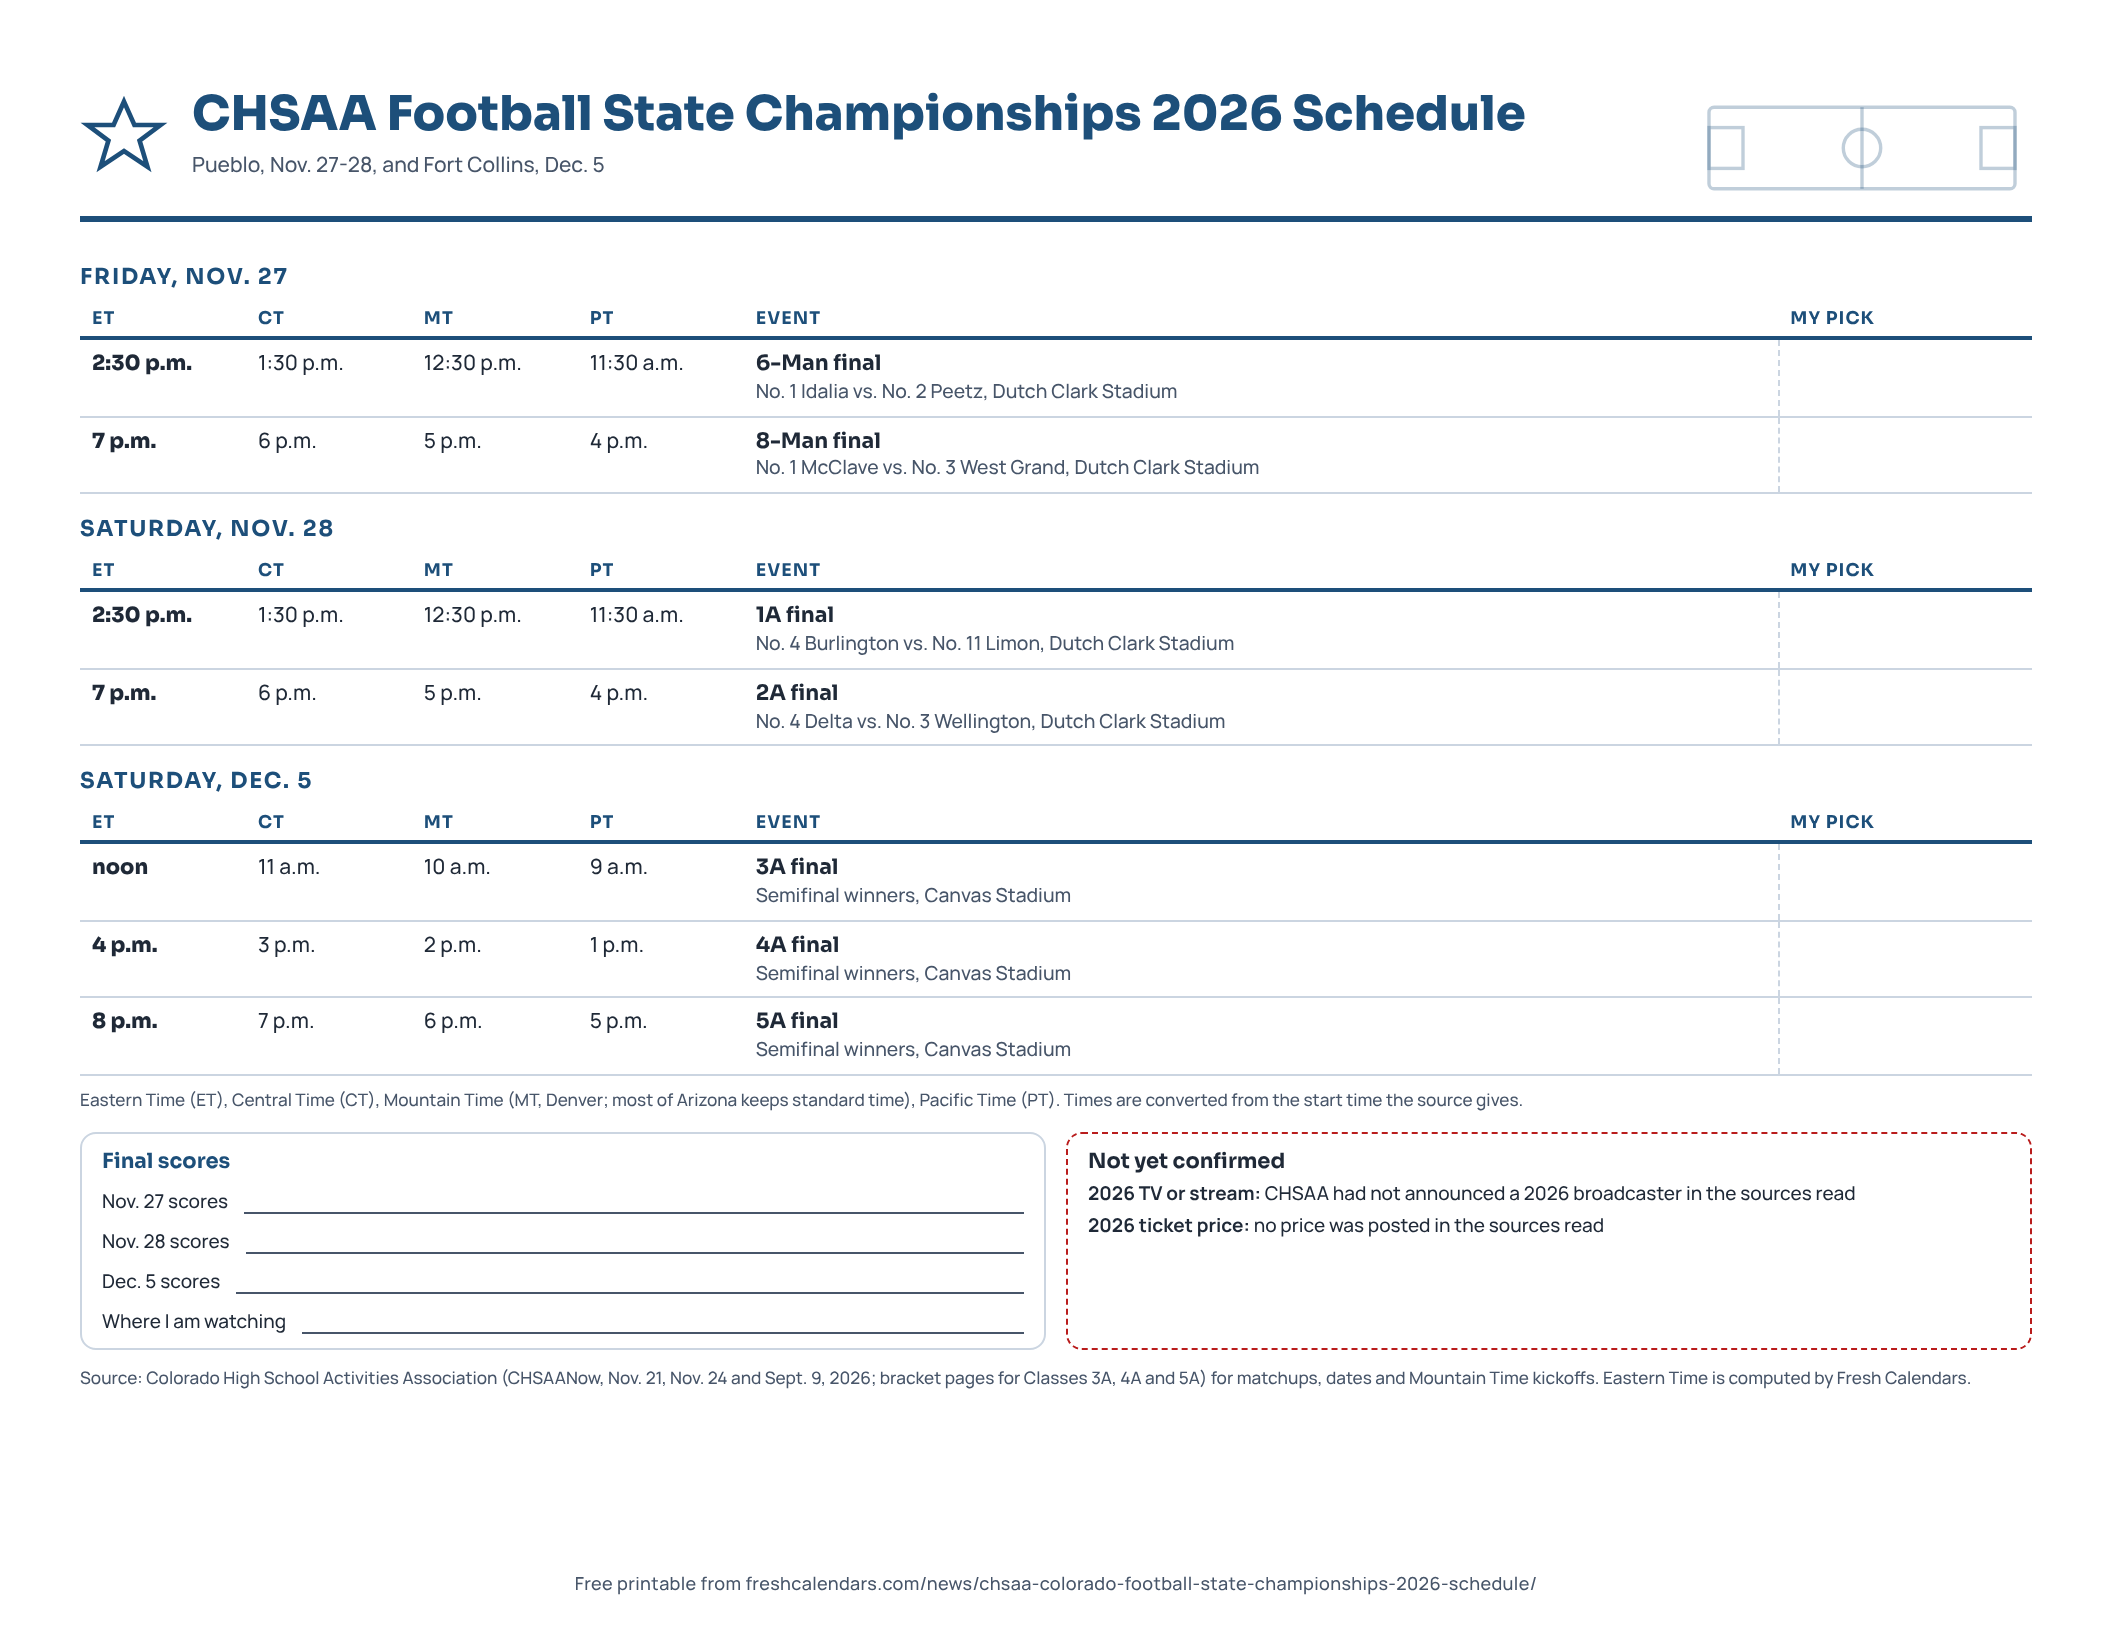 CHSAA Football State Championships 2026 Schedule
Pueblo, Nov. 27-28, and Fort Collins, Dec. 5
FRIDAY, NOV. 27
ET CT MT PT EVENT MY PICK
2:30 p.m. 1:30 p.m. 12:30 p.m. 11:30 a.m. 6-Man final
No. 1 Idalia vs. No. 2 Peetz, Dutch Clark Stadium
7 p.m. 6 p.m. 5 p.m. 4 p.m. 8-Man final
No. 1 McClave vs. No. 3 West Grand, Dutch Clark Stadium
SATURDAY, NOV. 28
ET CT MT PT EVENT MY PICK
2:30 p.m. 1:30 p.m. 12:30 p.m. 11:30 a.m. 1A final
No. 4 Burlington vs. No. 11 Limon, Dutch Clark Stadium
7 p.m. 6 p.m. 5 p.m. 4 p.m. 2A final
No. 4 Delta vs. No. 3 Wellington, Dutch Clark Stadium
SATURDAY, DEC. 5
ET CT MT PT EVENT MY PICK
noon 11 a.m. 10 a.m. 9 a.m. 3A final
Semifinal winners, Canvas Stadium
4 p.m. 3 p.m. 2 p.m. 1 p.m. 4A final
Semifinal winners, Canvas Stadium
8 p.m. 7 p.m. 6 p.m. 5 p.m. 5A final
Semifinal winners, Canvas Stadium
Eastern Time (ET), Central Time (CT), Mountain Time (MT, Denver; most of Arizona keeps standard time), Pacific Time (PT). Times are converted from the start time the source gives.
Final scores
Nov. 27 scores
Nov. 28 scores
Dec. 5 scores
Where I am watching
Not yet confirmed
2026 TV or stream: CHSAA had not announced a 2026 broadcaster in the sources read
2026 ticket price: no price was posted in the sources read
Source: Colorado High School Activities Association (CHSAANow, Nov. 21, Nov. 24 and Sept. 9, 2026; bracket pages for Classes 3A, 4A and 5A) for matchups, dates and Mountain Time kickoffs. Eastern Time is computed by Fresh Calendars.
Free printable from freshcalendars.com/news/chsaa-colorado-football-state-championships-2026-schedule/